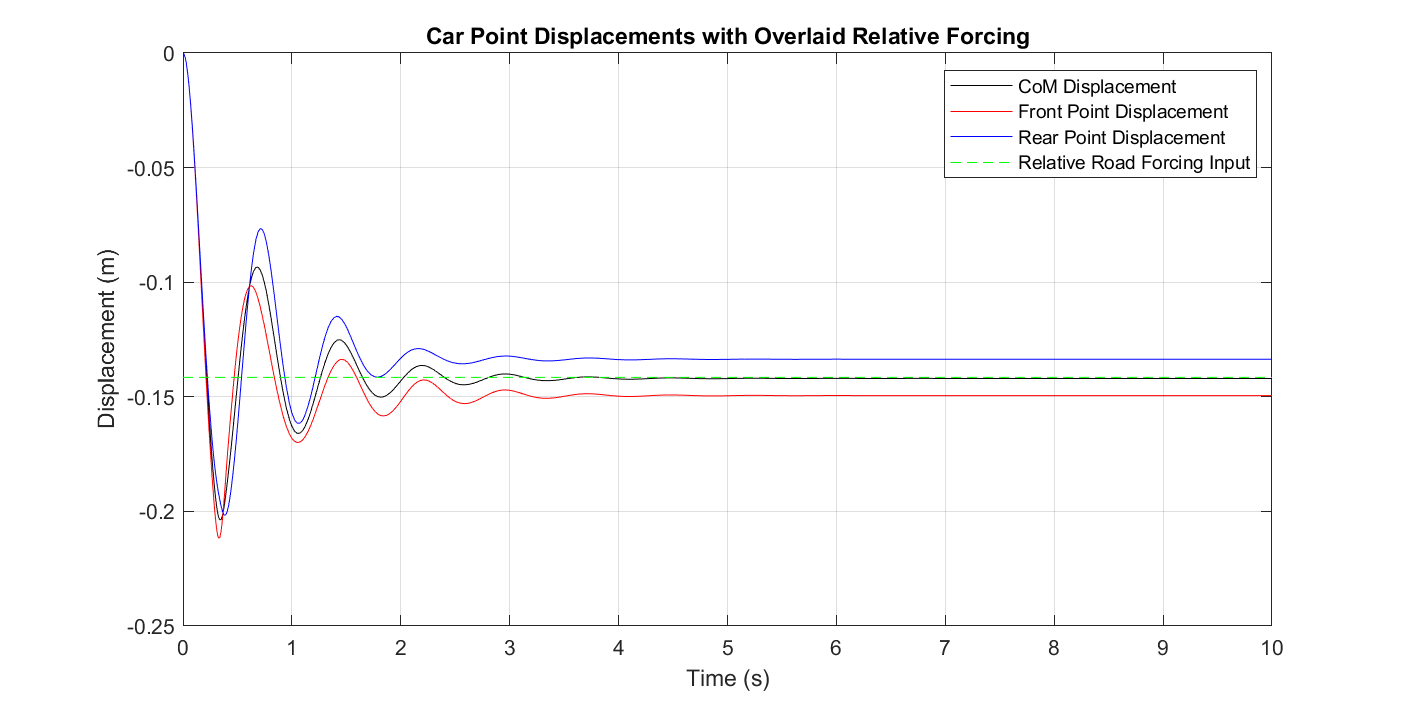 Car Point Displacements with Overlaid Relative Forcing
CoM Displacement
Front Point Displacement
Rear Point Displacement
Relative Road Forcing Input
Displacement (m)
0
-0.05
-0.1
-0.15
-0.2
-0.25
0 1 2 3 4 5 6 7 8 9 10
Time (s)